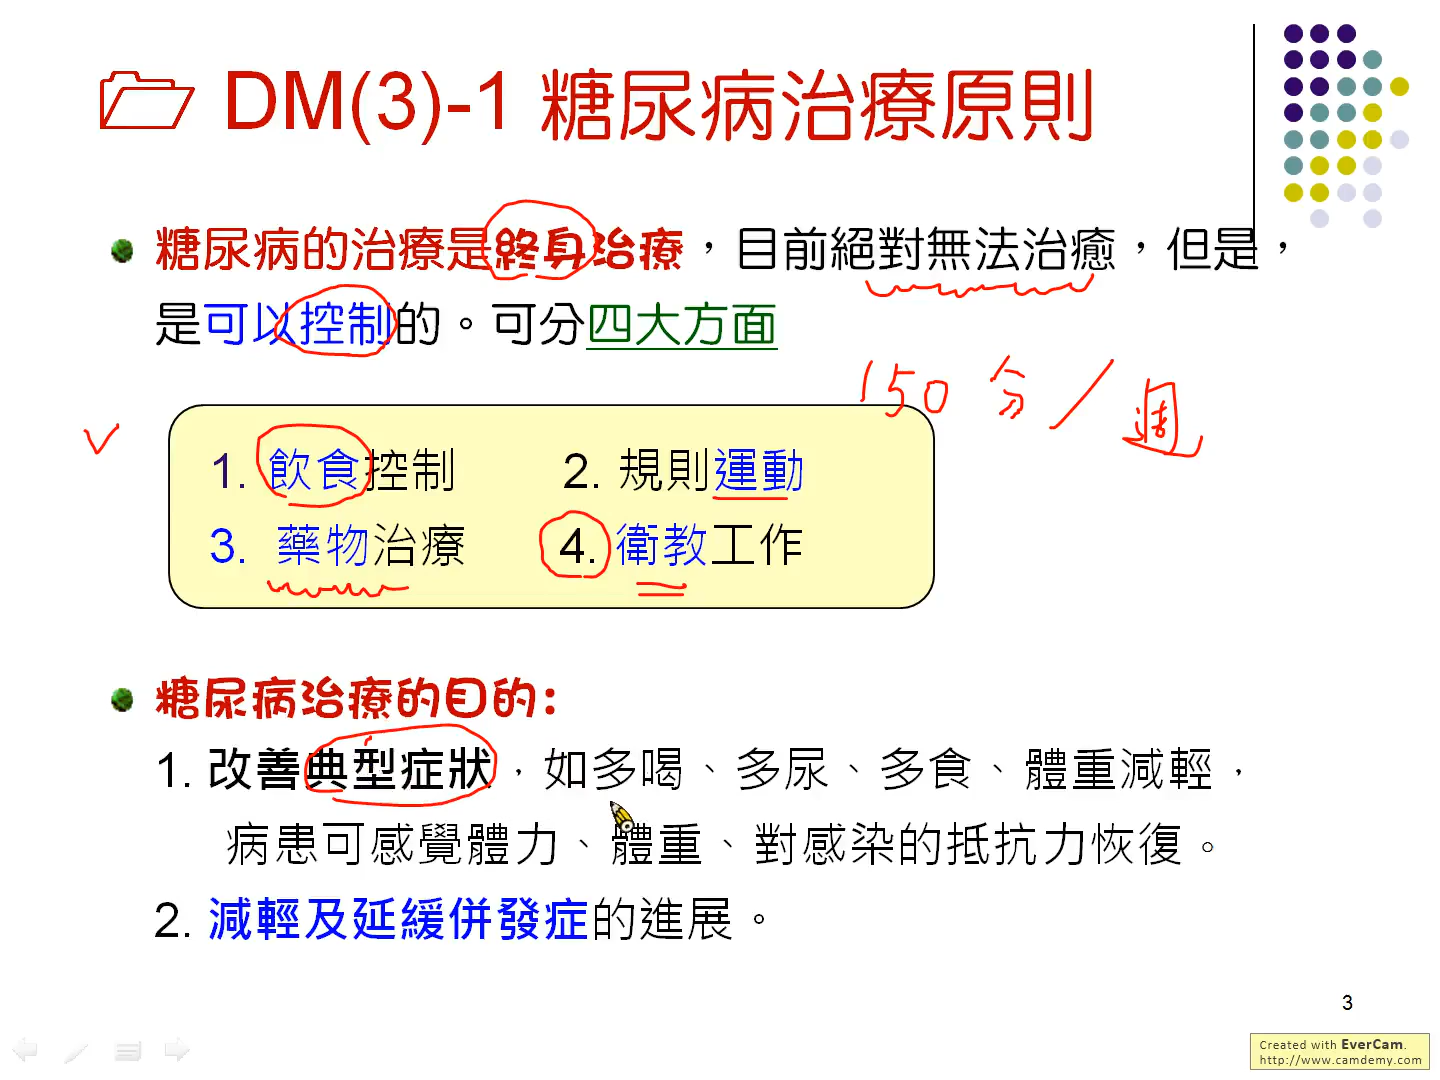 DM(3)-1 糖尿病治療原則
糖尿病的治療是終身治療，目前絕對無法治癒，但是，
是可以控制的。可分四大方面
150 分／週
1. 飲食控制 2. 規則運動
3. 藥物治療 4. 衛教工作
糖尿病治療的目的：
1. 改善典型症狀，如多喝、多尿、多食、體重減輕，
病患可感覺體力、體重、對感染的抵抗力恢復。
2. 減輕及延緩併發症的進展。
3
Created with EverCam.
http://www.camdemy.com